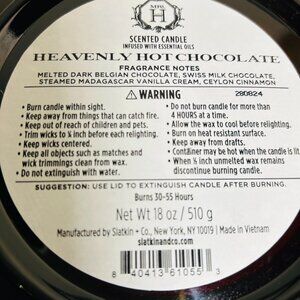 H
SCENTED CANDLE
INFUSED WITH ESSENTIAL OILS
HEAVENLY HOT CHOCOLATE
FRAGRANCE NOTES
MELTED DARK BELGIAN CHOCOLATE, SWISS MILK CHOCOLATE,
STEAMED MADAGASCAR VANILLA CREAM, CEYLON CINNAMON
⚠ WARNING
280824
• Burn candle within sight.
• Keep away from things that can catch fire.
• Keep out of reach of children and pets.
• Trim wicks to ¼ inch before each relighting.
• Keep wicks centered.
• Keep all objects such as matches and
wick trimmings clean from wax.
• Do not extinguish with water.
• Do not burn candle for more than
4 HOURS at a time.
• Allow the wax to cool before relighting.
• Burn on heat resistant surface.
• Keep away from drafts.
• Container may be hot when the candle is lit.
• When ½ inch unmelted wax remains
discontinue burning candle.
SUGGESTION: USE LID TO EXTINGUISH CANDLE AFTER BURNING.
Burns 30-55 Hours
Net Wt 18 oz / 510 g
Manufactured by Slatkin + Co., New York, NY 10019 | Made in Vietnam
slatkinandco.com
8 40413 61055 3